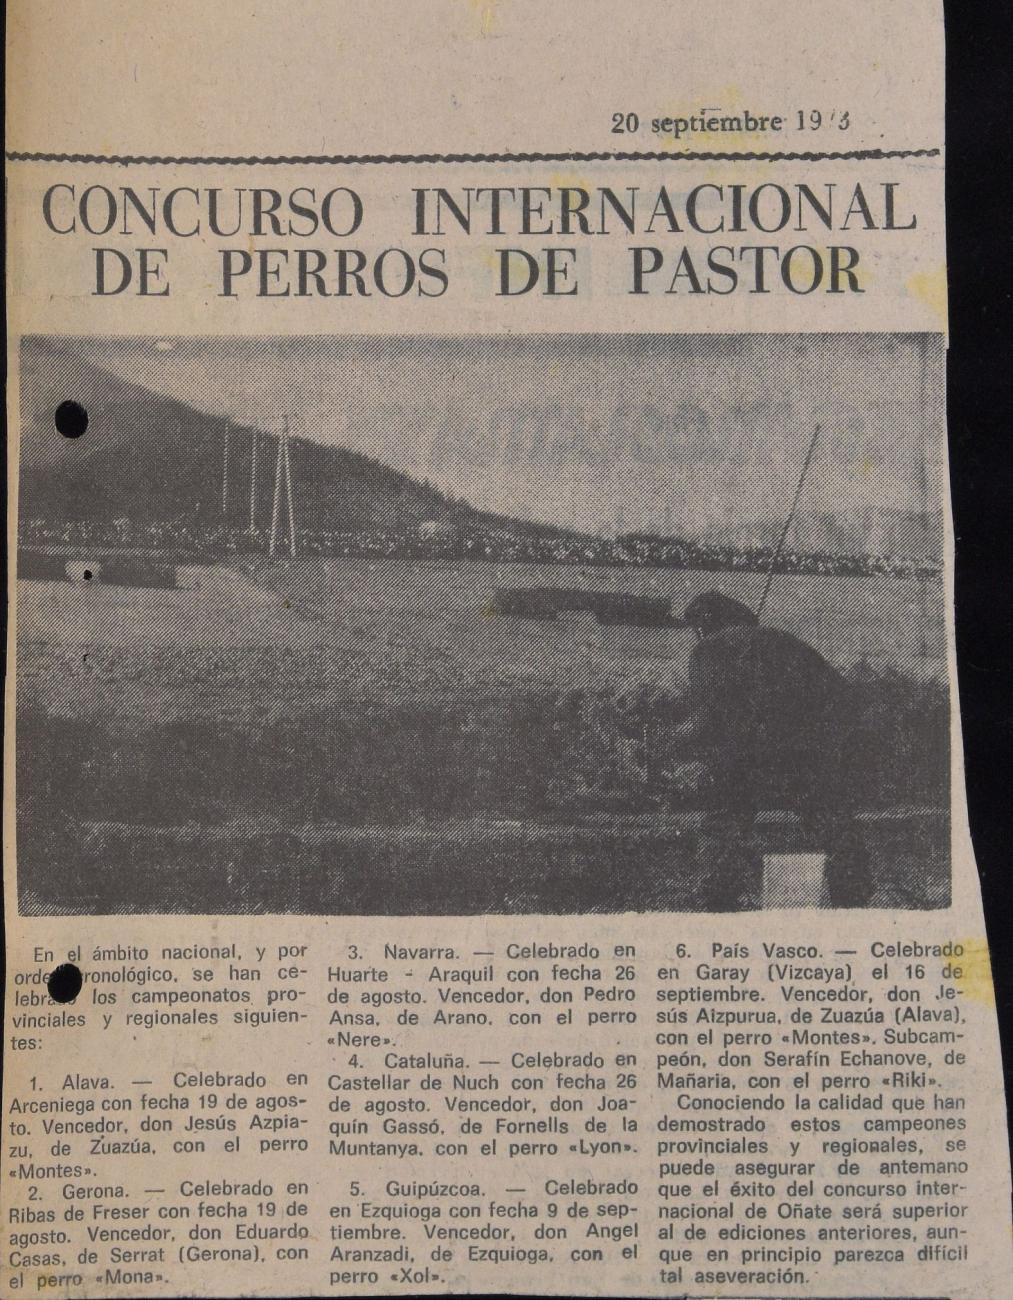 20 septiembre 19 3
CONCURSO INTERNACIONAL
DE PERROS DE PASTOR
En el ámbito nacional, y por
orde ronológico, se han ce-
lebra los campeonatos pro-
vinciales y regionales siguien-
tes:
1. Alava. — Celebrado en
Arceniega con fecha 19 de agos-
to. Vencedor, don Jesús Azpia-
zu, de Zuazúa, con el perro
«Montes».
2. Gerona. — Celebrado en
Ribas de Freser con fecha 19 de
agosto. Vencedor, don Eduardo
Casas, de Serrat (Gerona), con
el perro «Mona».
3. Navarra. — Celebrado en
Huarte - Araquil con fecha 26
de agosto. Vencedor, don Pedro
Ansa, de Arano, con el perro
«Nere».
4. Cataluña. — Celebrado en
Castellar de Nuch con fecha 26
de agosto. Vencedor, don Joa-
quín Gassó, de Fornells de la
Muntanya, con el perro «Lyon».
5. Guipúzcoa. — Celebrado
en Ezquioga con fecha 9 de sep-
tiembre. Vencedor, don Angel
Aranzadi, de Ezquioga, con el
perro «Xol».
6. País Vasco. — Celebrado
en Garay (Vizcaya) el 16 de
septiembre. Vencedor, don Je-
sús Aizpurua, de Zuazúa (Alava),
con el perro «Montes». Subcam-
peón, don Serafín Echanove, de
Mañaria, con el perro «Riki».
Conociendo la calidad que han
demostrado estos campeones
provinciales y regionales, se
puede asegurar de antemano
que el éxito del concurso inter-
nacional de Oñate será superior
al de ediciones anteriores, aun-
que en principio parezca difícil
tal aseveración.